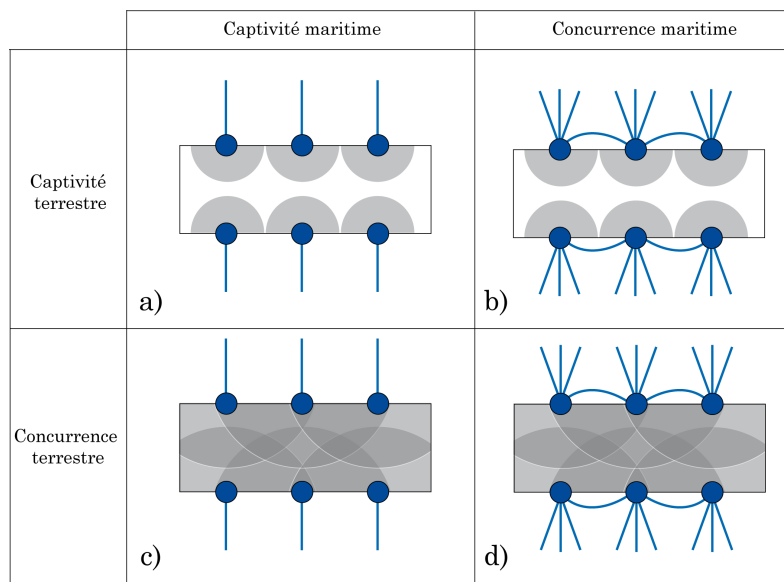 Captivité maritime
Concurrence maritime
Captivité
terrestre
a)
b)
Concurrence
terrestre
c)
d)